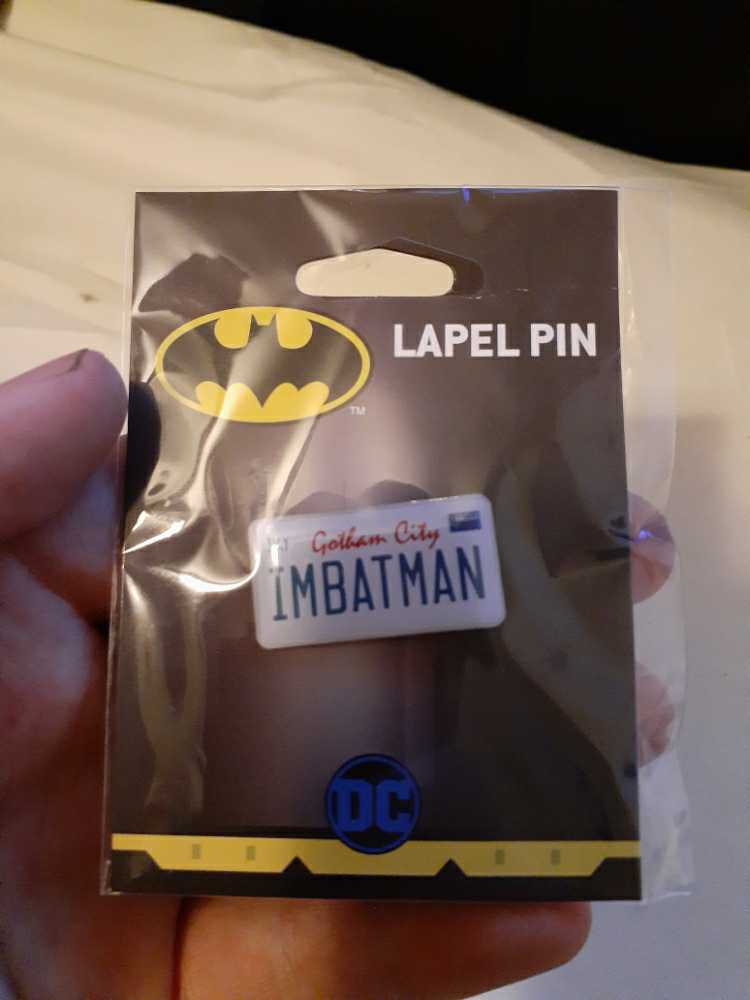 LAPEL PIN
TM
Gotham City
IMBATMAN
DC